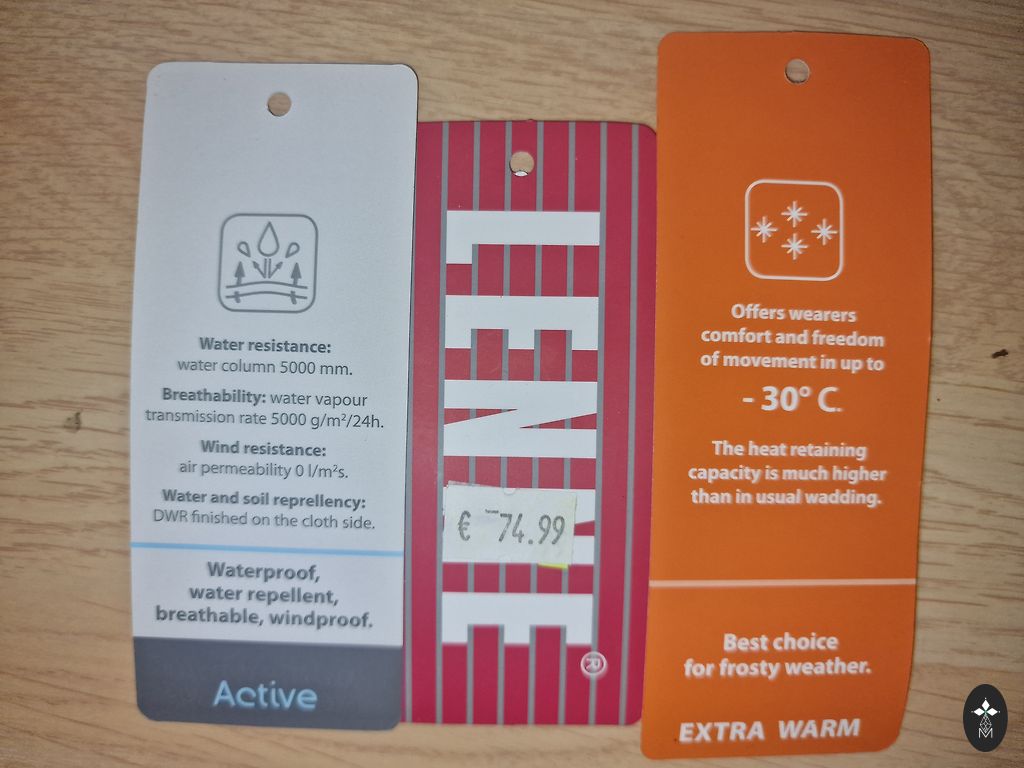 Water resistance:
water column 5000 mm.
Breathability: water vapour
transmission rate 5000 g/m²/24h.
Wind resistance:
air permeability 0 l/m²s.
Water and soil reprellency:
DWR finished on the cloth side.
Waterproof,
water repellent,
breathable, windproof.
Active
LENNE®
€ 74.99
Offers wearers
comfort and freedom
of movement in up to
- 30° C.
The heat retaining
capacity is much higher
than in usual wadding.
Best choice
for frosty weather.
EXTRA WARM
M